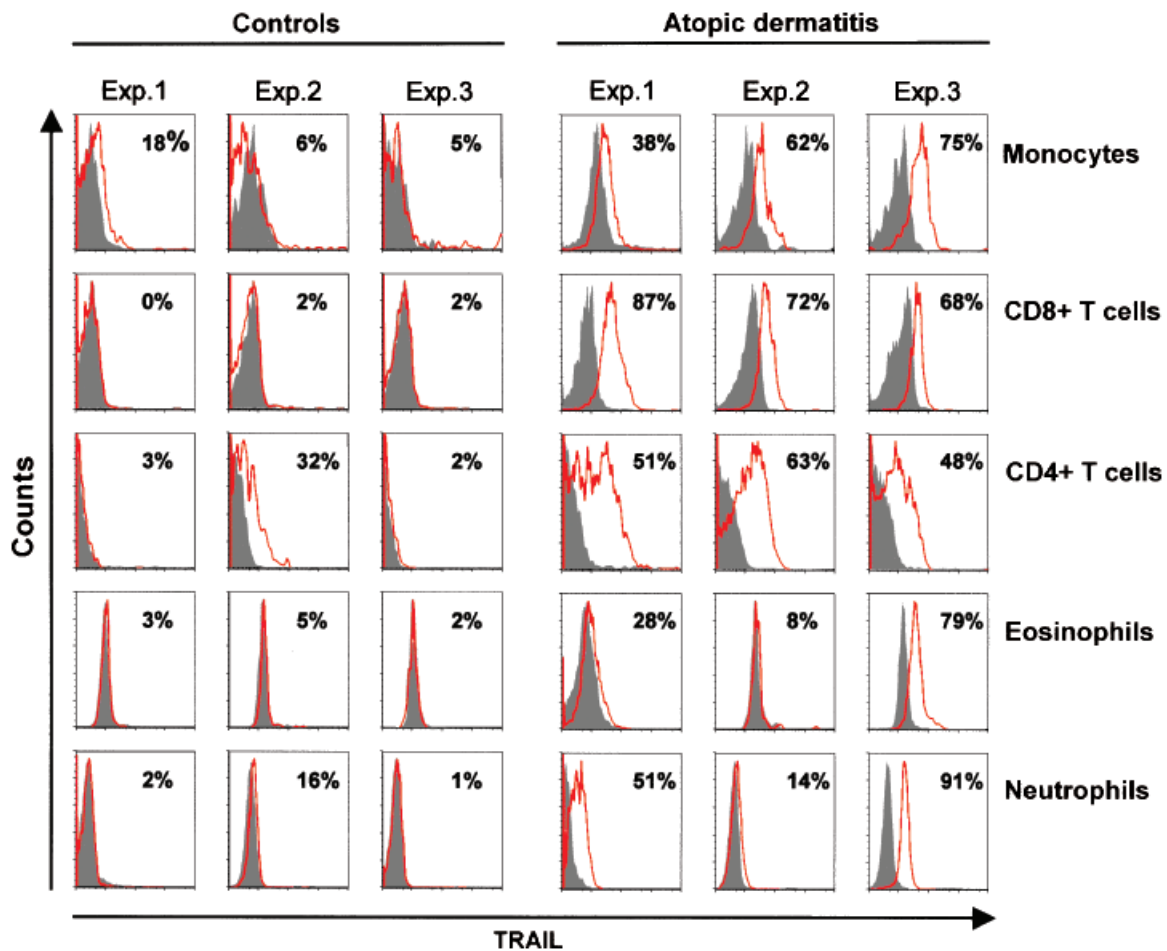 Controls Atopic dermatitis
Exp.1 Exp.2 Exp.3 Exp.1 Exp.2 Exp.3
18% 6% 5% 38% 62% 75% Monocytes
0% 2% 2% 87% 72% 68% CD8+ T cells
3% 32% 2% 51% 63% 48% CD4+ T cells
3% 5% 2% 28% 8% 79% Eosinophils
2% 16% 1% 51% 14% 91% Neutrophils
Counts
TRAIL